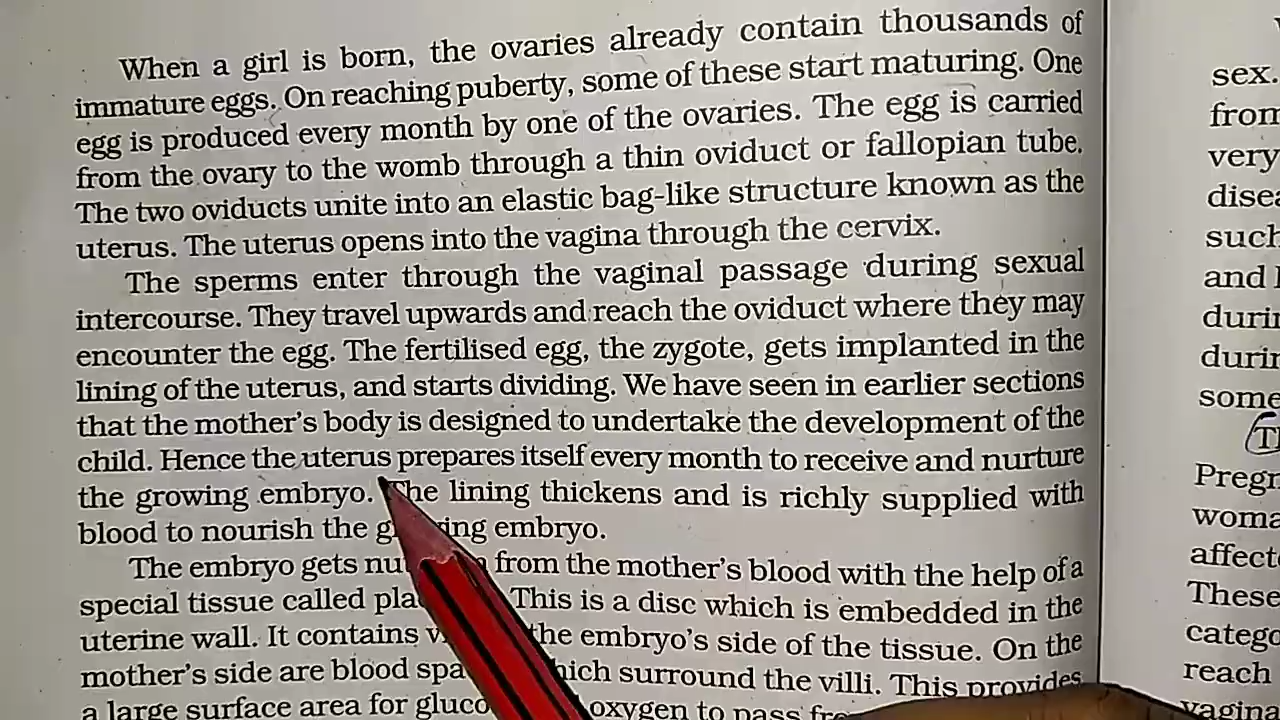 When a girl is born, the ovaries already contain thousands of
immature eggs. On reaching puberty, some of these start maturing. One
egg is produced every month by one of the ovaries. The egg is carried
from the ovary to the womb through a thin oviduct or fallopian tube.
The two oviducts unite into an elastic bag-like structure known as the
uterus. The uterus opens into the vagina through the cervix.
The sperms enter through the vaginal passage during sexual
intercourse. They travel upwards and reach the oviduct where they may
encounter the egg. The fertilised egg, the zygote, gets implanted in the
lining of the uterus, and starts dividing. We have seen in earlier sections
that the mother's body is designed to undertake the development of the
child. Hence the uterus prepares itself every month to receive and nurture
the growing embryo. The lining thickens and is richly supplied with
blood to nourish the embryo.
The embryo gets from the mother's blood with the help of a
special tissue called This is a disc which is embedded in the
uterine wall. It contains the embryo's side of the tissue. On the
mother's side are blood which surround the villi. This provides
a large surface area for oxygen to pass
sex.
from
very
such
and
Pregn
woma
affect
These
catego
reach
vagina